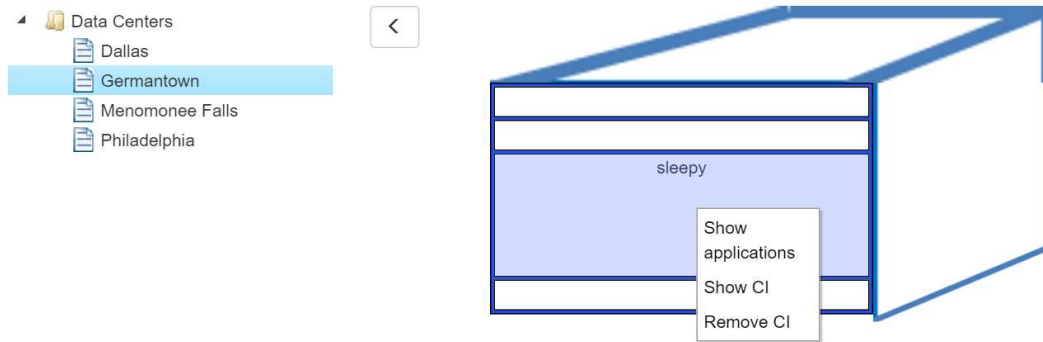 Data Centers
Dallas
Germantown
Menomonee Falls
Philadelphia
sleepy
Show
applications
Show CI
Remove CI